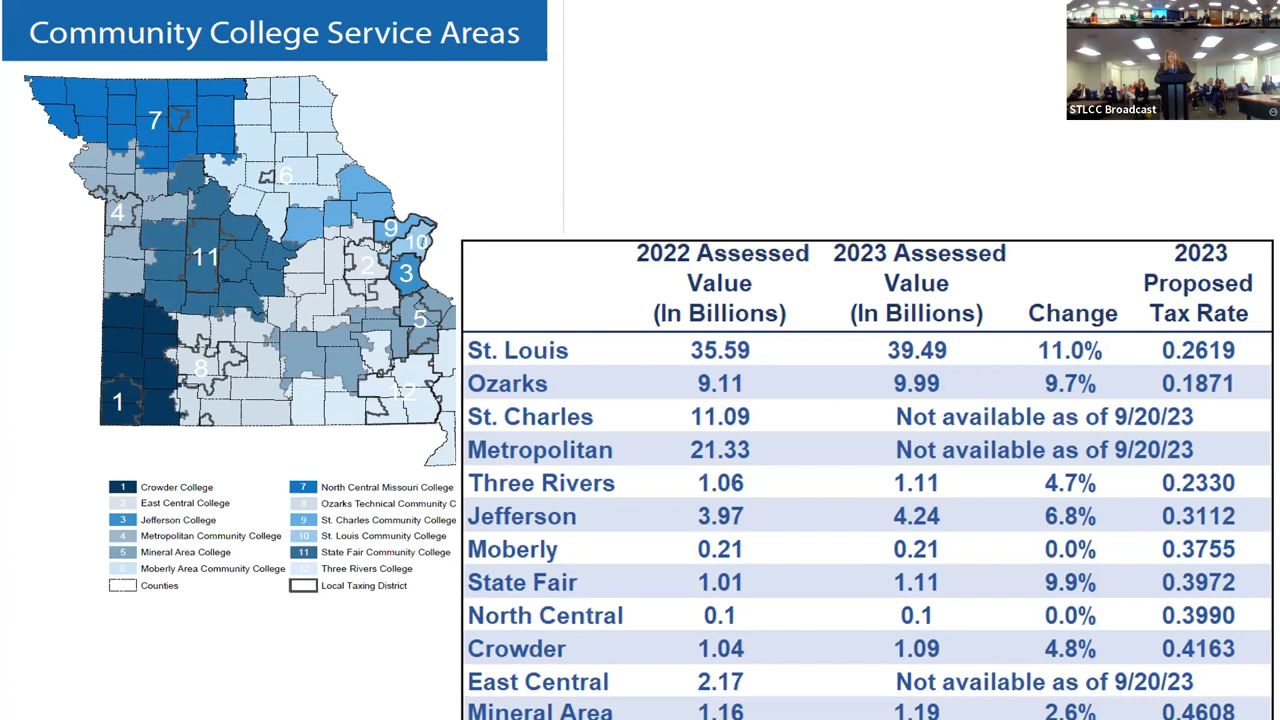 Community College Service Areas
STLCC Broadcast
7
6
4
9
10
11
2
3
5
8
1
12
1 Crowder College
2 East Central College
3 Jefferson College
4 Metropolitan Community College
5 Mineral Area College
6 Moberly Area Community College
Counties
7 North Central Missouri College
8 Ozarks Technical Community C
9 St. Charles Community College
10 St. Louis Community College
11 State Fair Community College
12 Three Rivers College
Local Taxing District
2022 Assessed Value (In Billions) 2023 Assessed Value (In Billions) Change 2023 Proposed Tax Rate
St. Louis 35.59 39.49 11.0% 0.2619
Ozarks 9.11 9.99 9.7% 0.1871
St. Charles 11.09 Not available as of 9/20/23
Metropolitan 21.33 Not available as of 9/20/23
Three Rivers 1.06 1.11 4.7% 0.2330
Jefferson 3.97 4.24 6.8% 0.3112
Moberly 0.21 0.21 0.0% 0.3755
State Fair 1.01 1.11 9.9% 0.3972
North Central 0.1 0.1 0.0% 0.3990
Crowder 1.04 1.09 4.8% 0.4163
East Central 2.17 Not available as of 9/20/23
Mineral Area 1.16 1.19 2.6% 0.4608